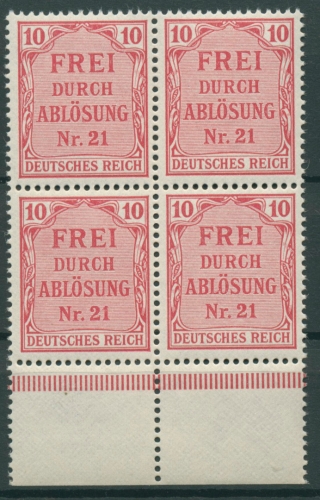 10 10
FREI
DURCH
ABLÖSUNG
Nr. 21
DEUTSCHES REICH
10 10
FREI
DURCH
ABLÖSUNG
Nr. 21
DEUTSCHES REICH
10 10
FREI
DURCH
ABLÖSUNG
Nr. 21
DEUTSCHES REICH
10 10
FREI
DURCH
ABLÖSUNG
Nr. 21
DEUTSCHES REICH